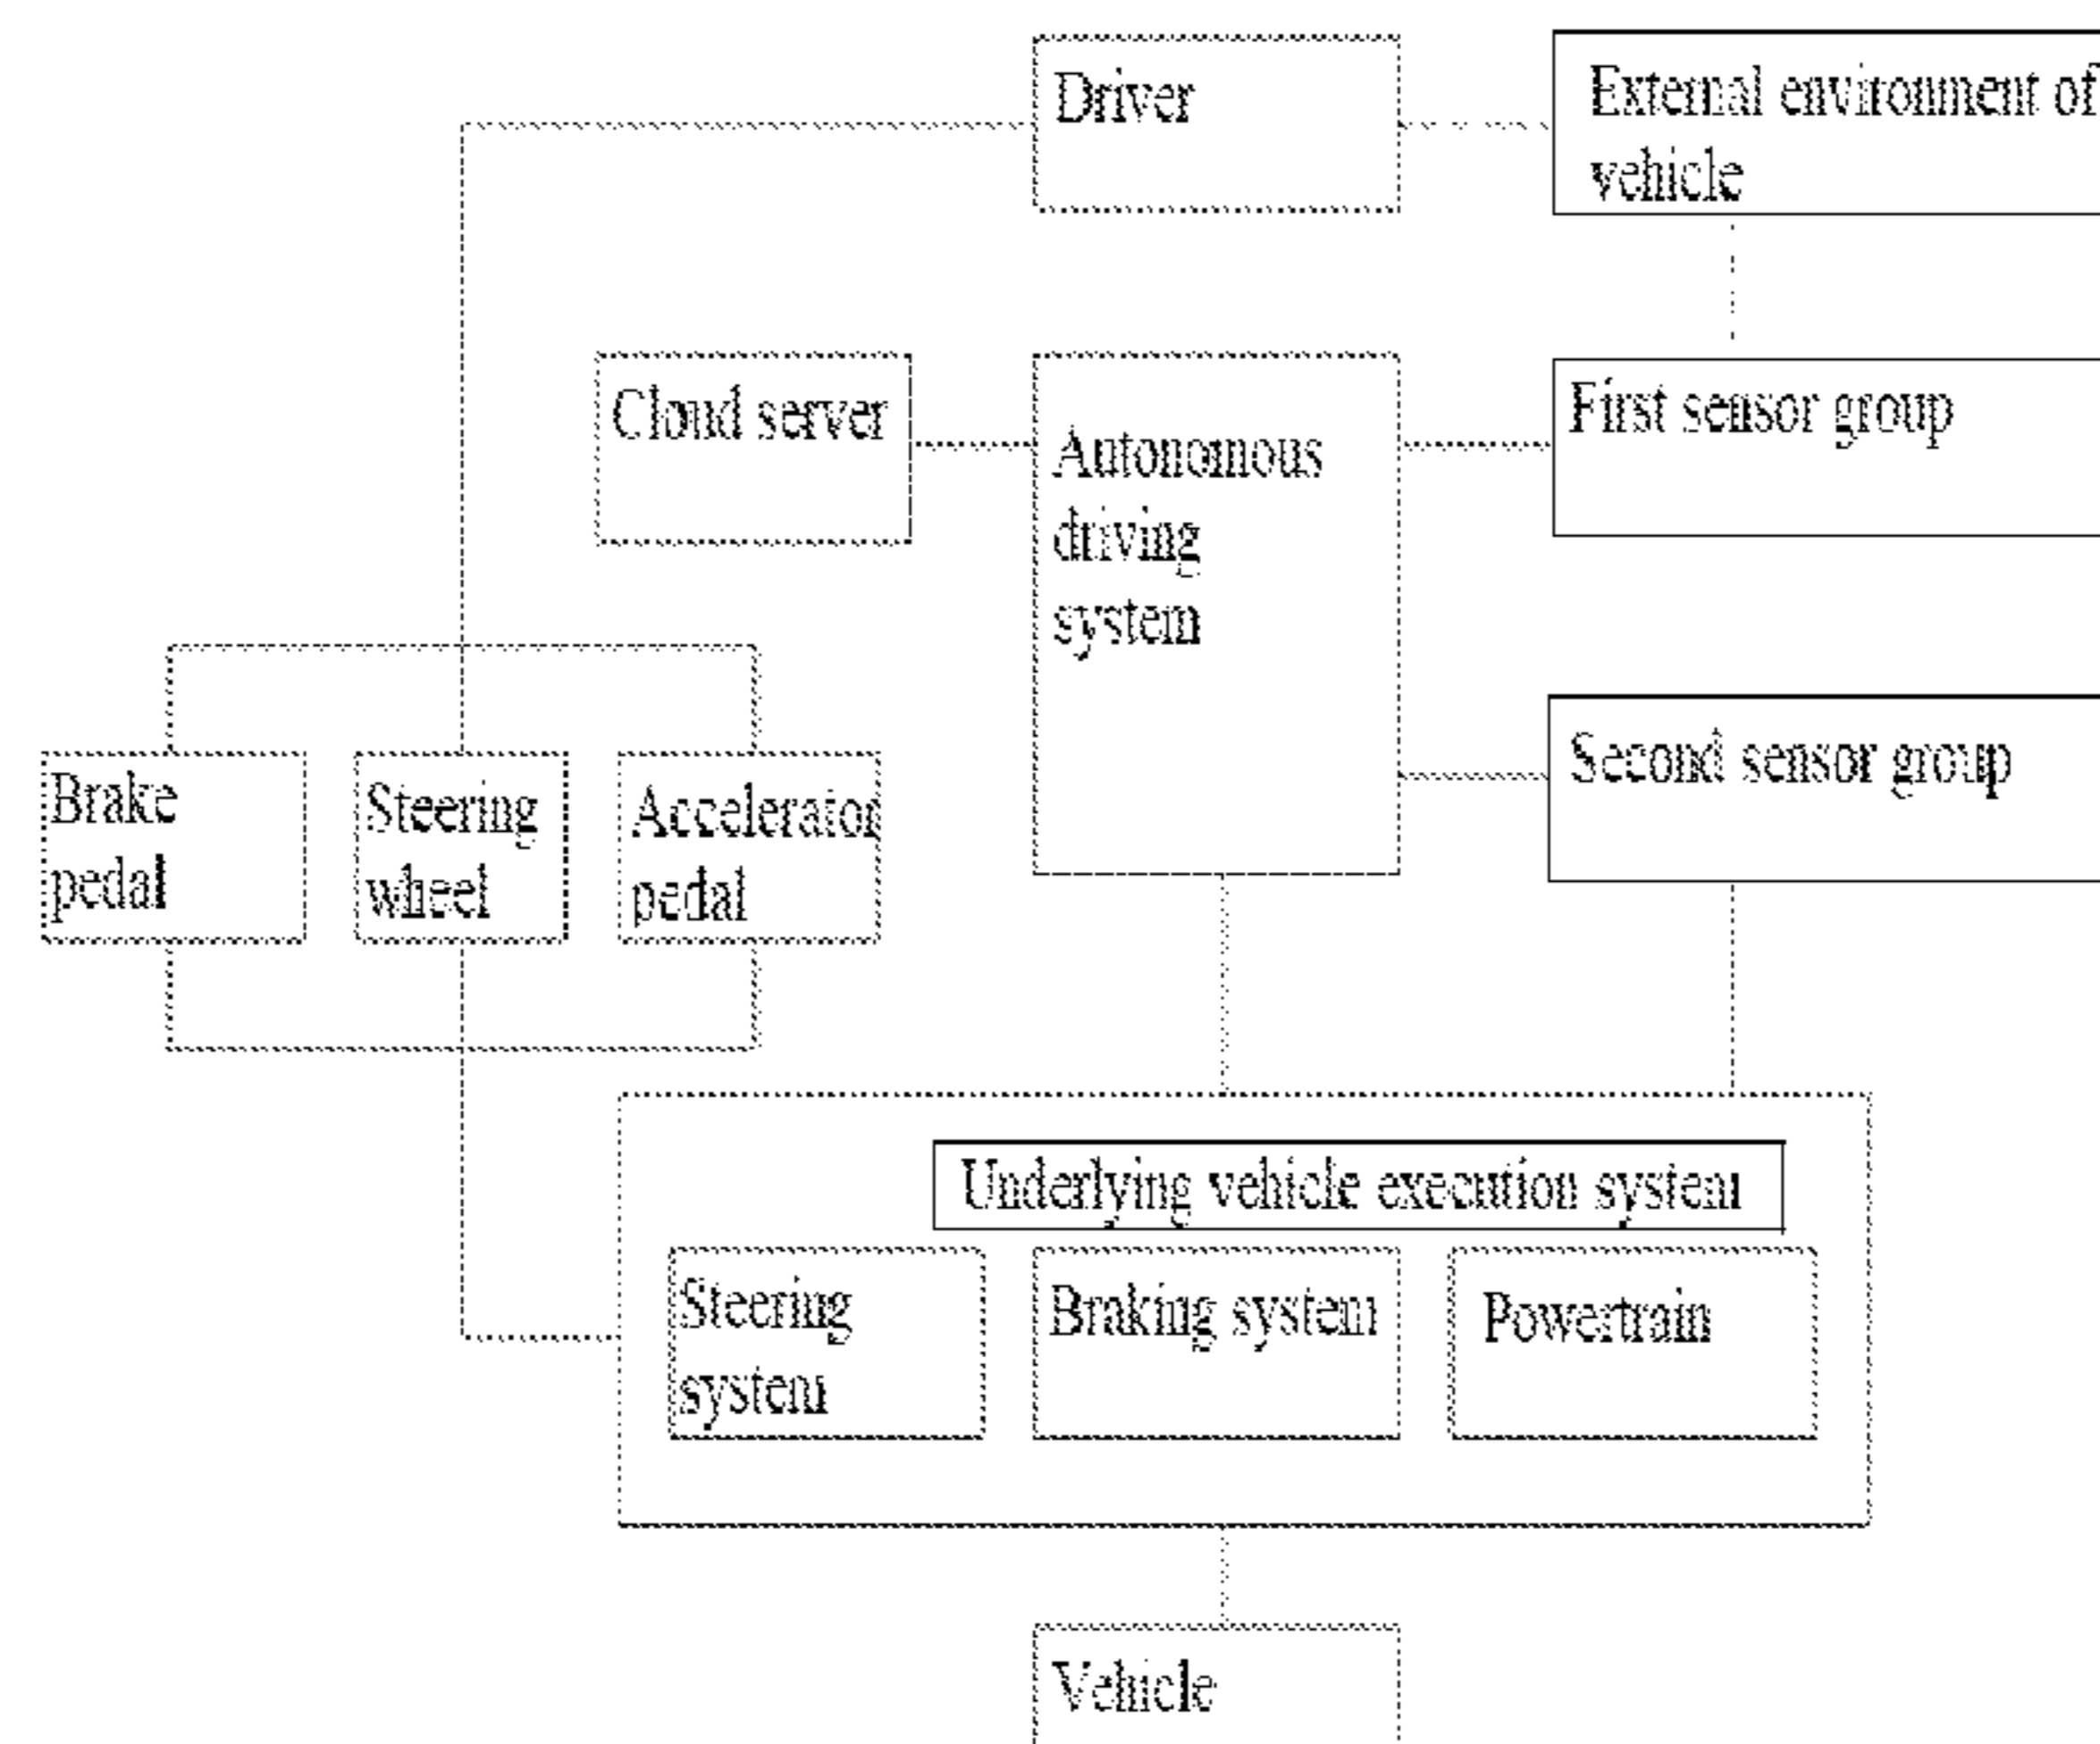 Driver
External environment of
vehicle
Cloud server
Autonomous
driving
system
First sensor group
Second sensor group
Brake
pedal
Steering
wheel
Accelerator
pedal
Underlying vehicle execution system
Steering
system
Braking system
Powertrain
Vehicle